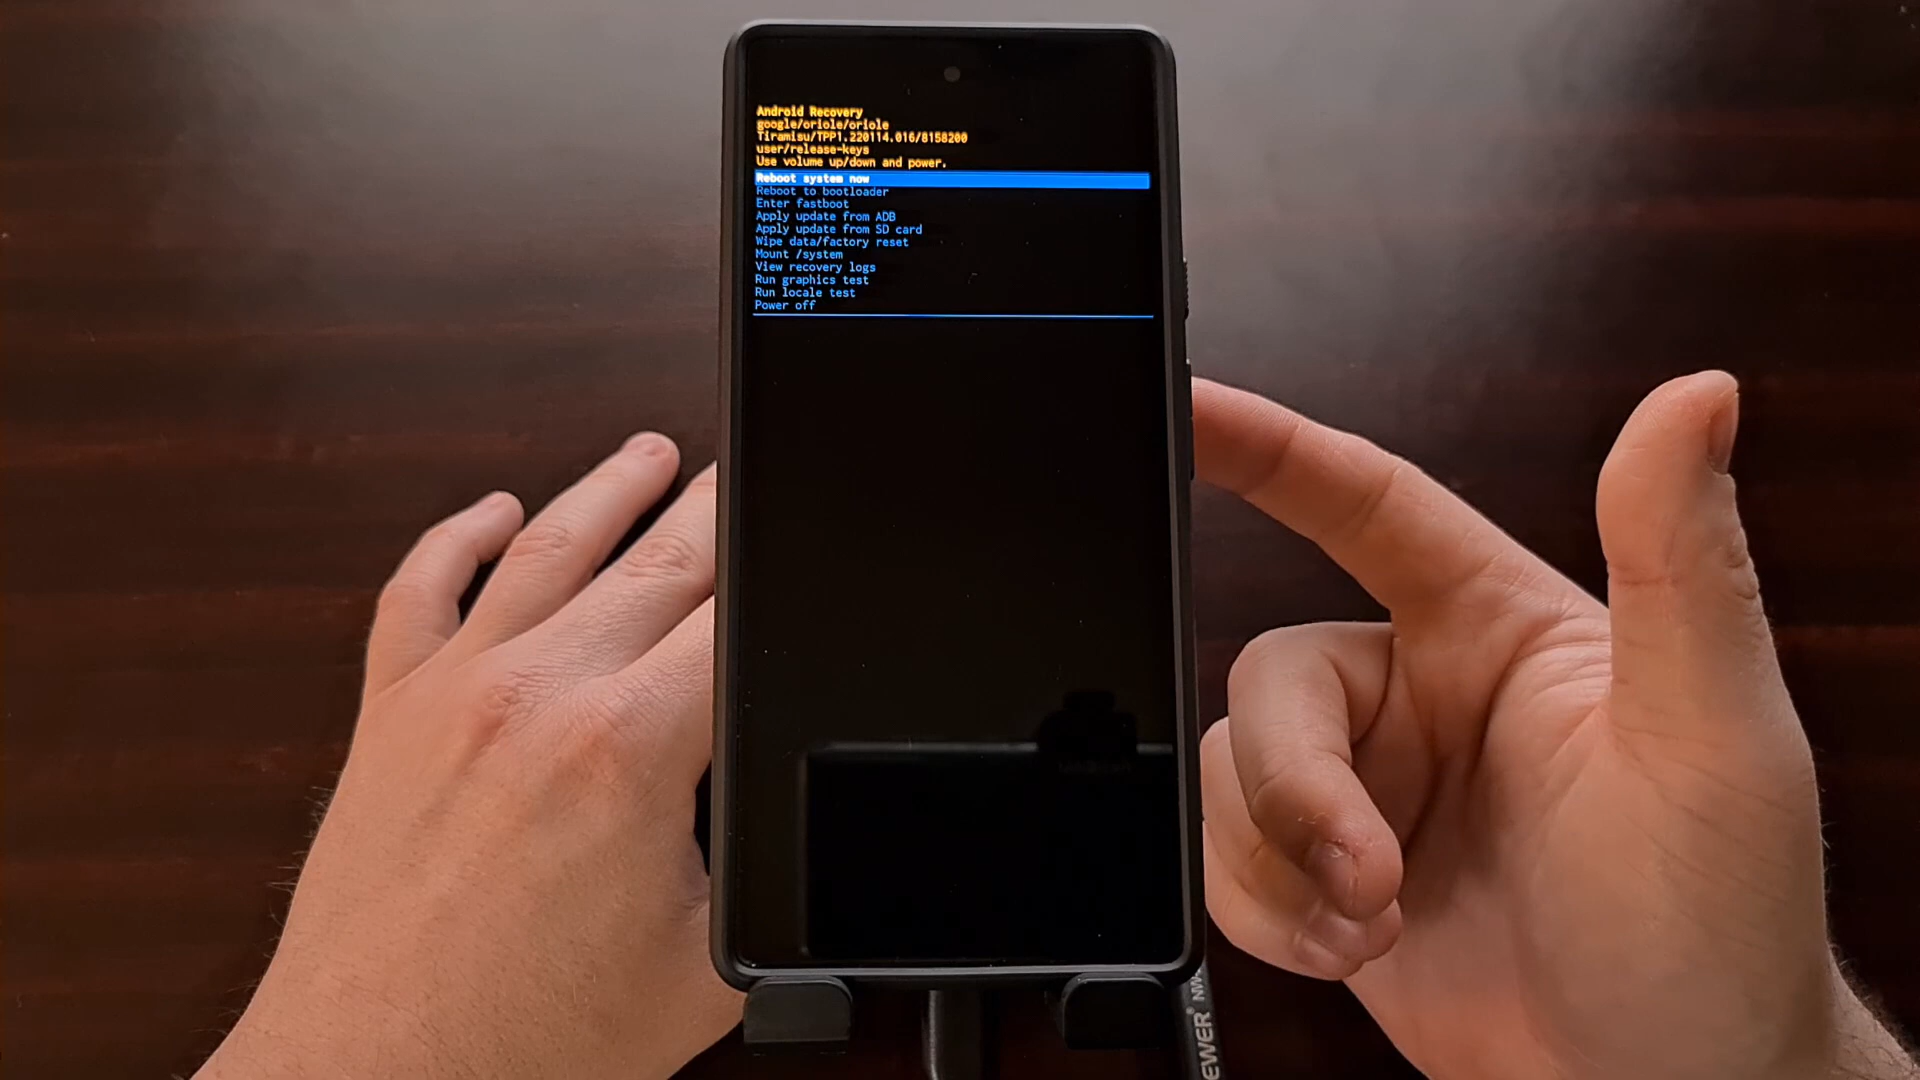 Android Recovery
google/oriole/oriole
Tiramisu/TPP1.220114.016/8158200
user/release-keys
Use volume up/down and power.
Reboot system now
Reboot to bootloader
Enter fastboot
Apply update from ADB
Apply update from SD card
Wipe data/factory reset
Mount /system
View recovery logs
Run graphics test
Run locale test
Power off
EWER® NW